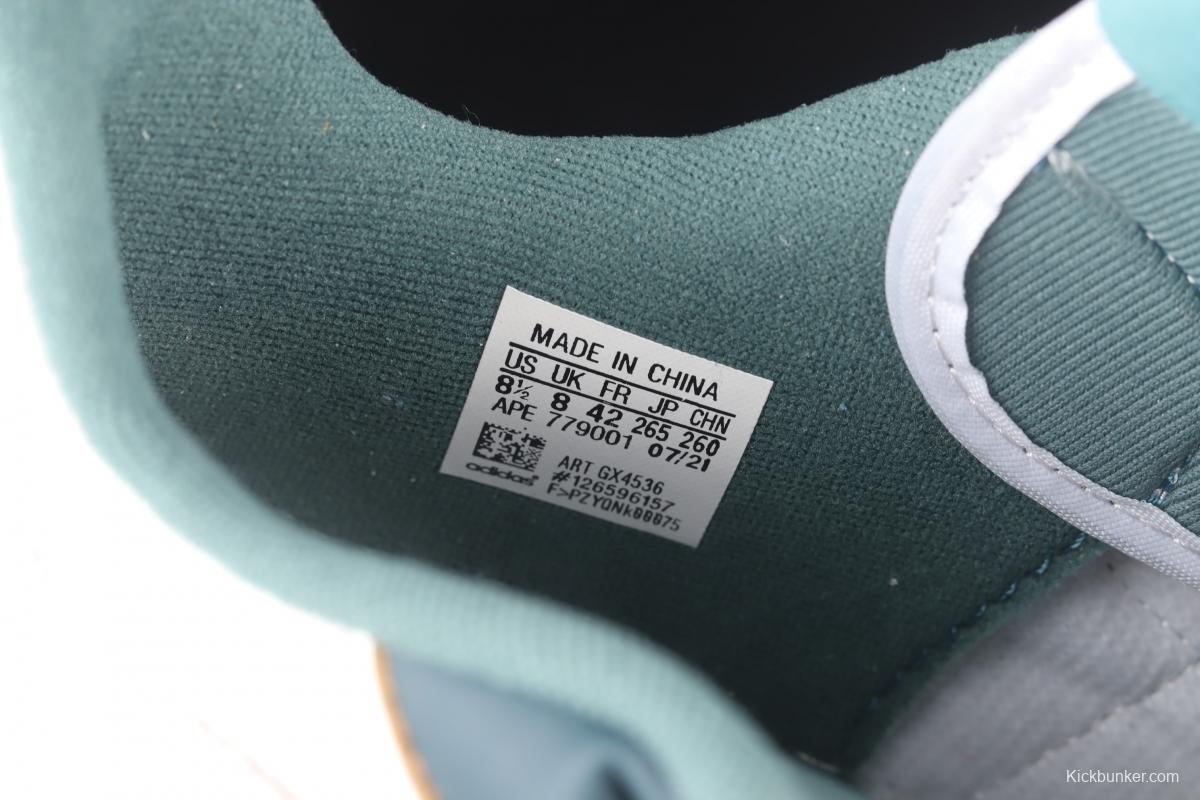 MADE IN CHINA
US UK FR JP CHN
8½ 8 42 265 260
APE 779001 07/21
ART GX4536
#126596157
F>PZYQNk00075
adidas
Kickbunker.com